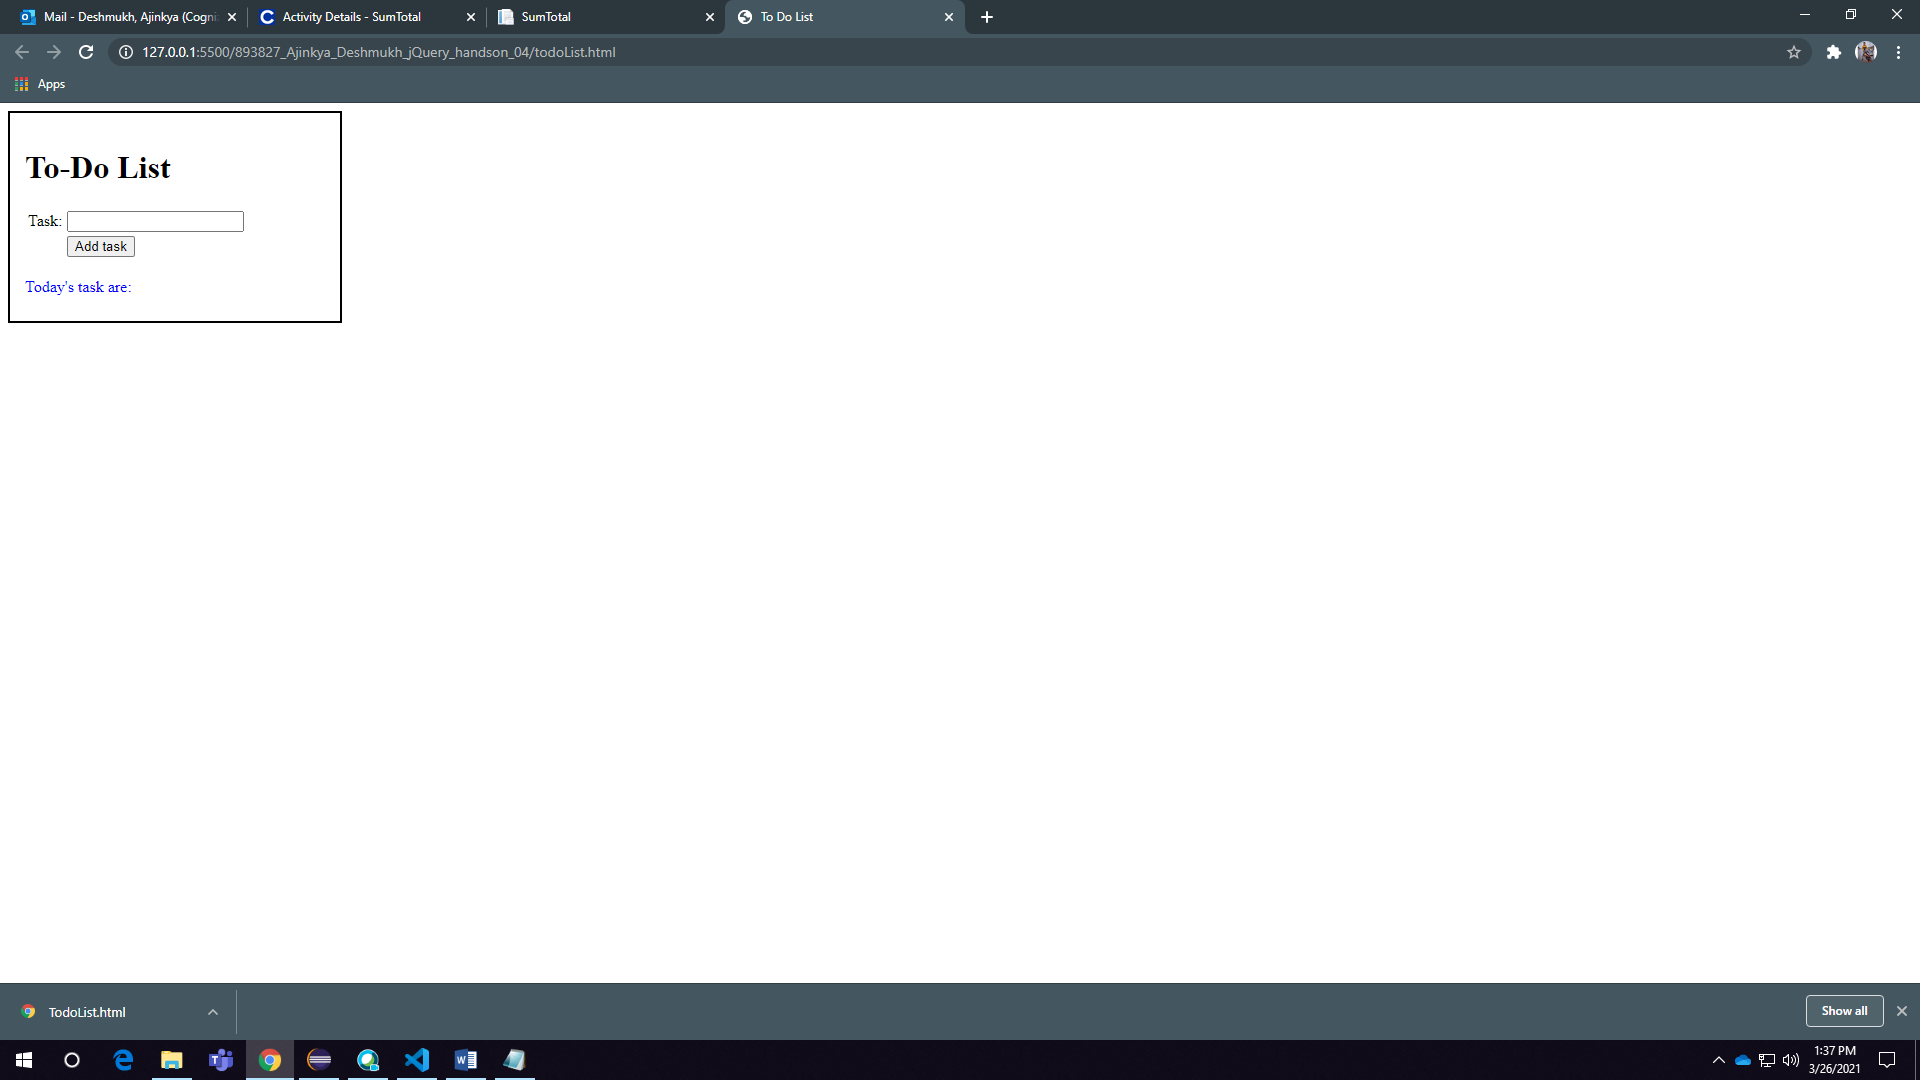 Mail - Deshmukh, Ajinkya (Cogni
Activity Details - SumTotal
SumTotal
To Do List
127.0.0.1:5500/893827_Ajinkya_Deshmukh_jQuery_handson_04/todoList.html
Apps
To-Do List
Task:
Add task
Today's task are:
TodoList.html
Show all
1:37 PM
3/26/2021